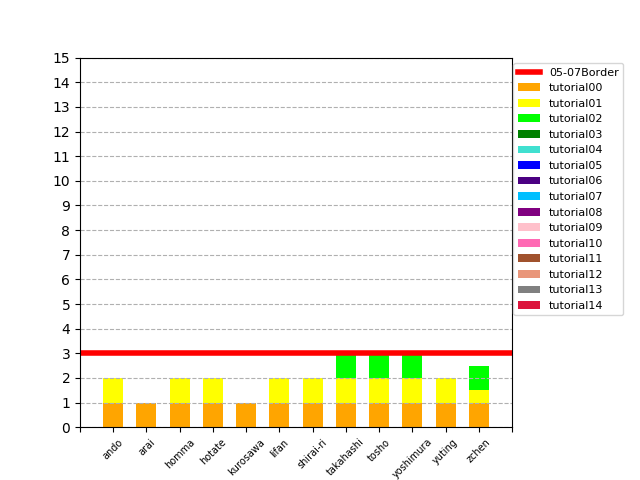 15
14
13
12
11
10
9
8
7
6
5
4
3
2
1
0
ando
arai
homma
hotate
kurosawa
lifan
shirai-ri
takahashi
tosho
yoshimura
yuting
zchen
05-07Border
tutorial00
tutorial01
tutorial02
tutorial03
tutorial04
tutorial05
tutorial06
tutorial07
tutorial08
tutorial09
tutorial10
tutorial11
tutorial12
tutorial13
tutorial14